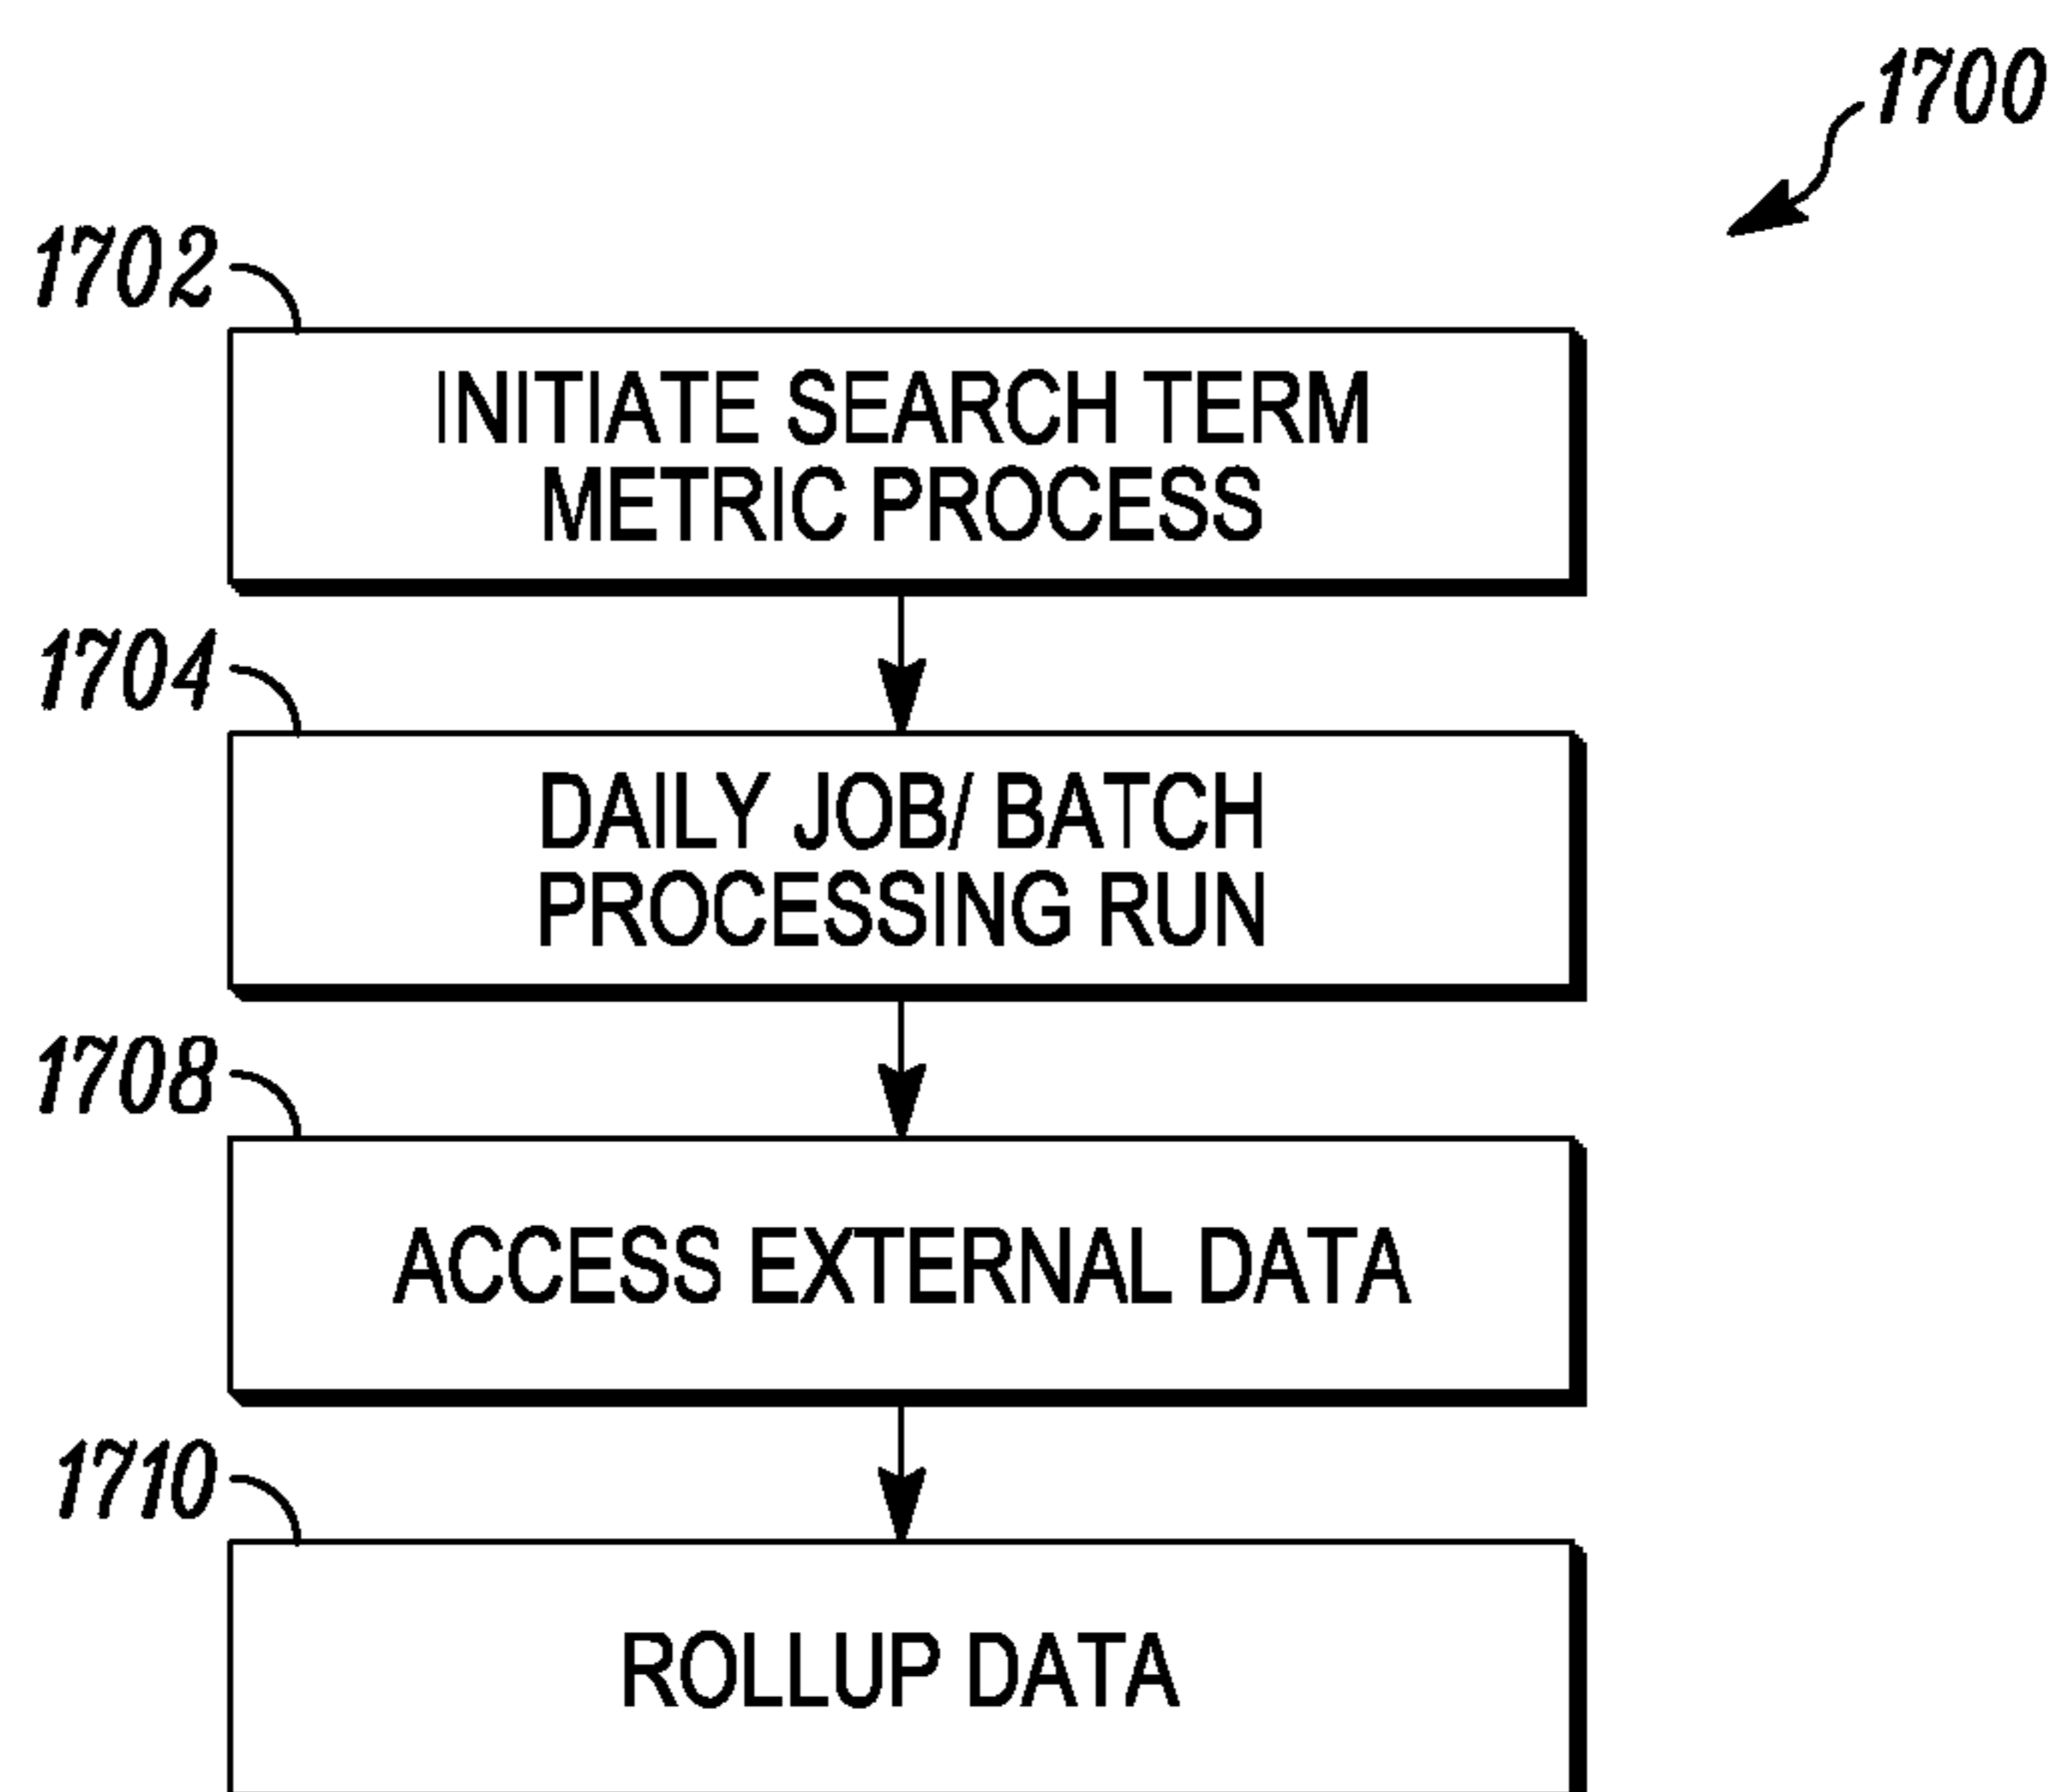 1700
1702
INITIATE SEARCH TERM
METRIC PROCESS
1704
DAILY JOB/ BATCH
PROCESSING RUN
1708
ACCESS EXTERNAL DATA
1710
ROLLUP DATA